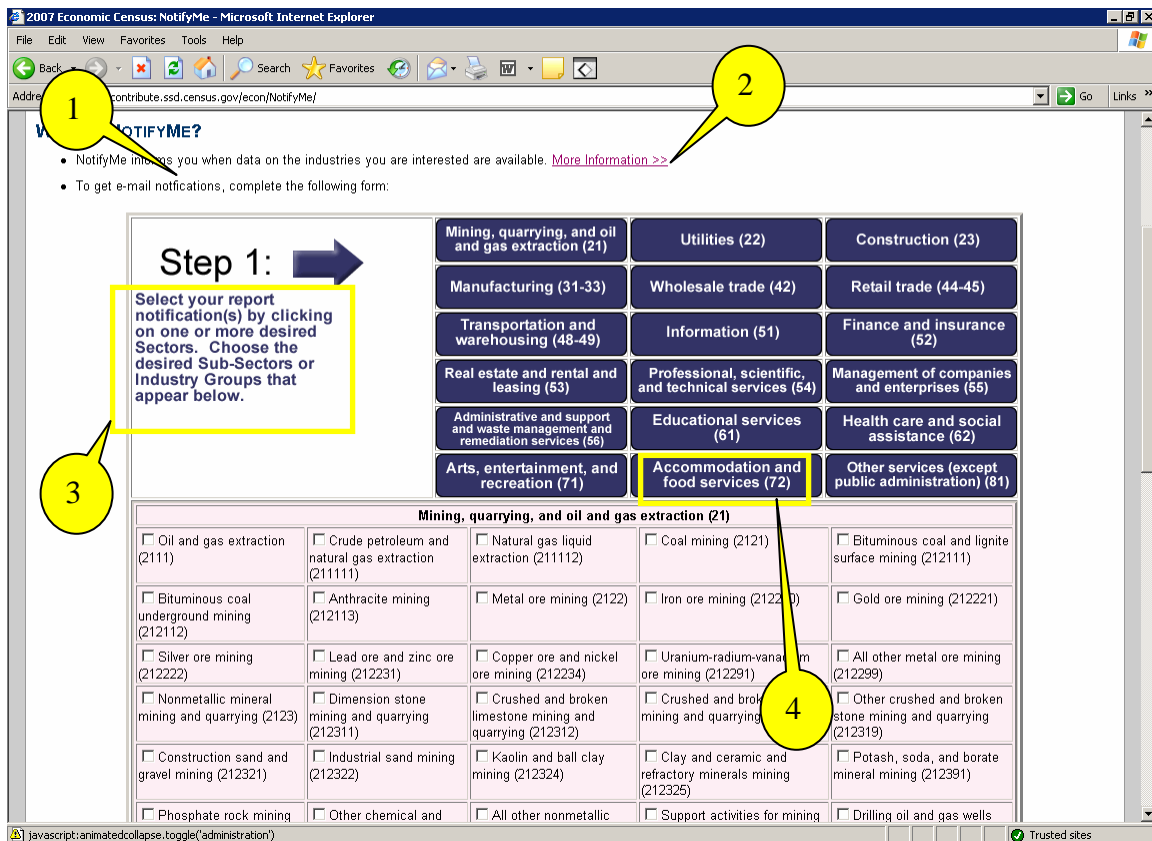 2007 Economic Census: NotifyMe - Microsoft Internet Explorer
File Edit View Favorites Tools Help
Back Search Favorites
Addre contribute.ssd.census.gov/econ/NotifyMe/ Go Links »
1
2
W NOTIFYME?
• NotifyMe informs you when data on the industries you are interested are available. More Information >>
• To get e-mail notfications, complete the following form:
Step 1:
Select your report
notification(s) by clicking
on one or more desired
Sectors. Choose the
desired Sub-Sectors or
Industry Groups that
appear below.
3
Mining, quarrying, and oil
and gas extraction (21)
Utilities (22)
Construction (23)
Manufacturing (31-33)
Wholesale trade (42)
Retail trade (44-45)
Transportation and
warehousing (48-49)
Information (51)
Finance and insurance
(52)
Real estate and rental and
leasing (53)
Professional, scientific,
and technical services (54)
Management of companies
and enterprises (55)
Administrative and support
and waste management and
remediation services (56)
Educational services
(61)
Health care and social
assistance (62)
Arts, entertainment, and
recreation (71)
Accommodation and
food services (72)
Other services (except
public administration) (81)
4
Mining, quarrying, and oil and gas extraction (21)
Oil and gas extraction
(2111)
Crude petroleum and
natural gas extraction
(211111)
Natural gas liquid
extraction (211112)
Coal mining (2121)
Bituminous coal and lignite
surface mining (212111)
Bituminous coal
underground mining
(212112)
Anthracite mining
(212113)
Metal ore mining (2122)
Iron ore mining
Gold ore mining (212221)
Silver ore mining
(212222)
Lead ore and zinc ore
mining (212231)
Copper ore and nickel
ore mining (212234)
ore mining (212291)
All other metal ore mining
(212299)
Nonmetallic mineral
mining and quarrying (2123)
Dimension stone
mining and quarrying
(212311)
Crushed and broken
limestone mining and
quarrying (212312)
Crushed and
mining and quarrying
Other crushed and broken
stone mining and quarrying
(212319)
Construction sand and
gravel mining (212321)
Industrial sand mining
(212322)
Kaolin and ball clay
mining (212324)
Clay and ceramic and
refractory minerals mining
(212325)
Potash, soda, and borate
mineral mining (212391)
Phosphate rock mining
Other chemical and
All other nonmetallic
Support activities for mining
Drilling oil and gas wells
javascript:animatedcollapse.toggle('administration') Trusted sites